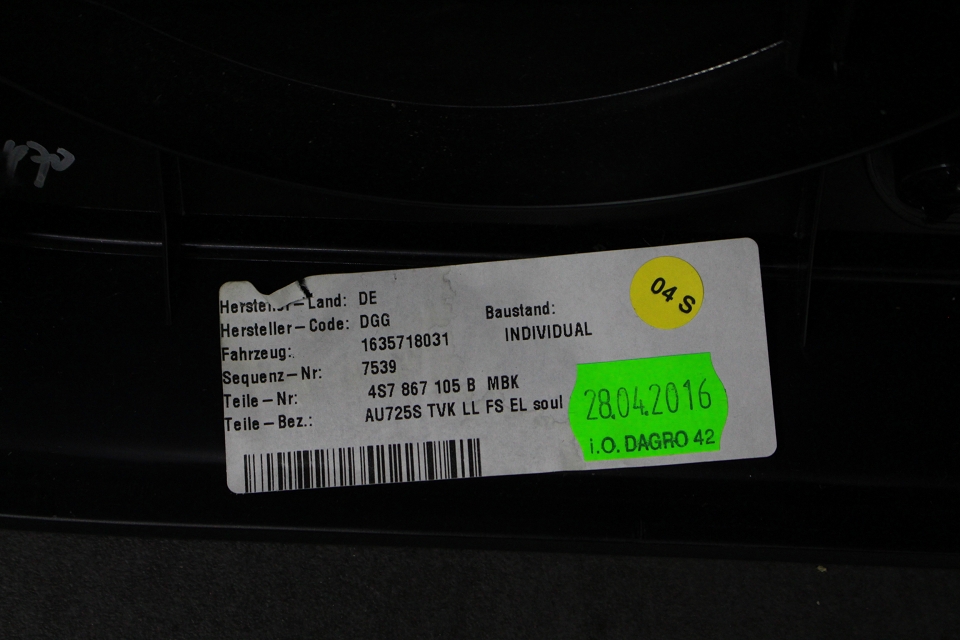 Hersteller-Land: DE
Hersteller-Code: DGG
Fahrzeug: 1635718031
Sequenz-Nr: 7539
Teile-Nr: 4S7 867 105 B MBK
Teile-Bez.: AU725S TVK LL FS EL soul
Baustand:
INDIVIDUAL
04 S
28.04.2016
i.O. DAGRO 42